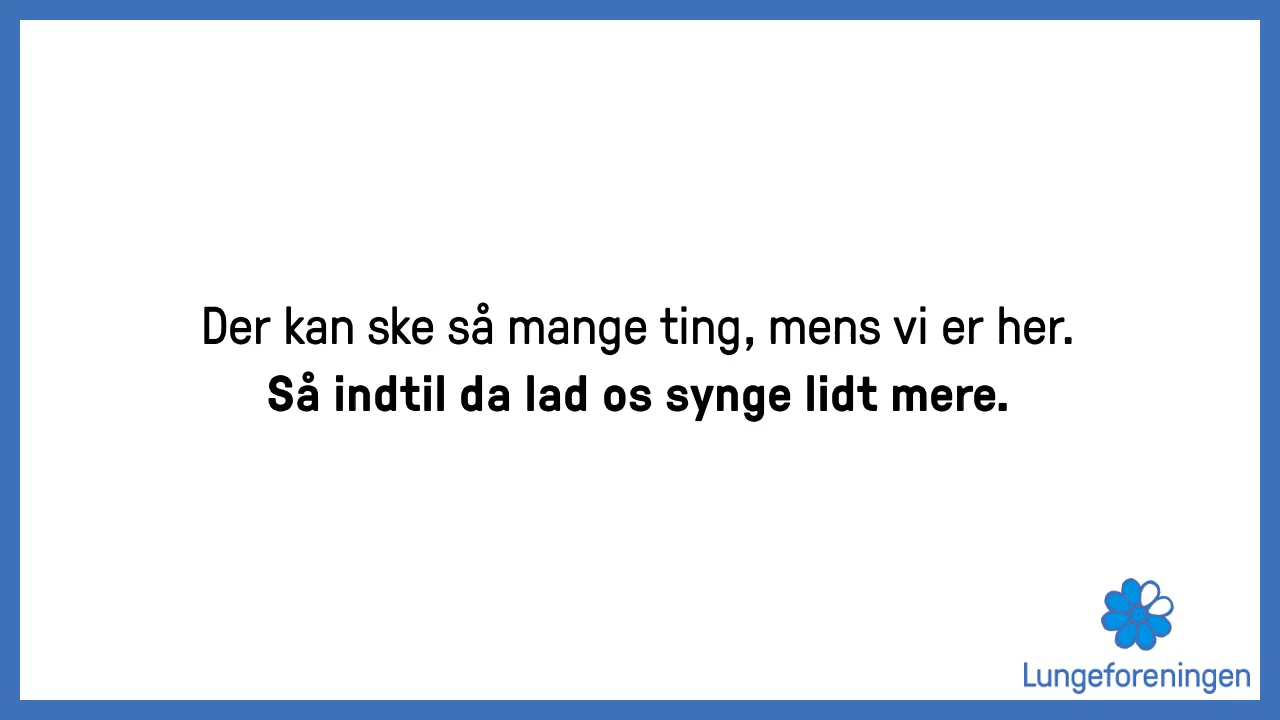 Der kan ske så mange ting, mens vi er her.
Så indtil da lad os synge lidt mere.
Lungeforeningen